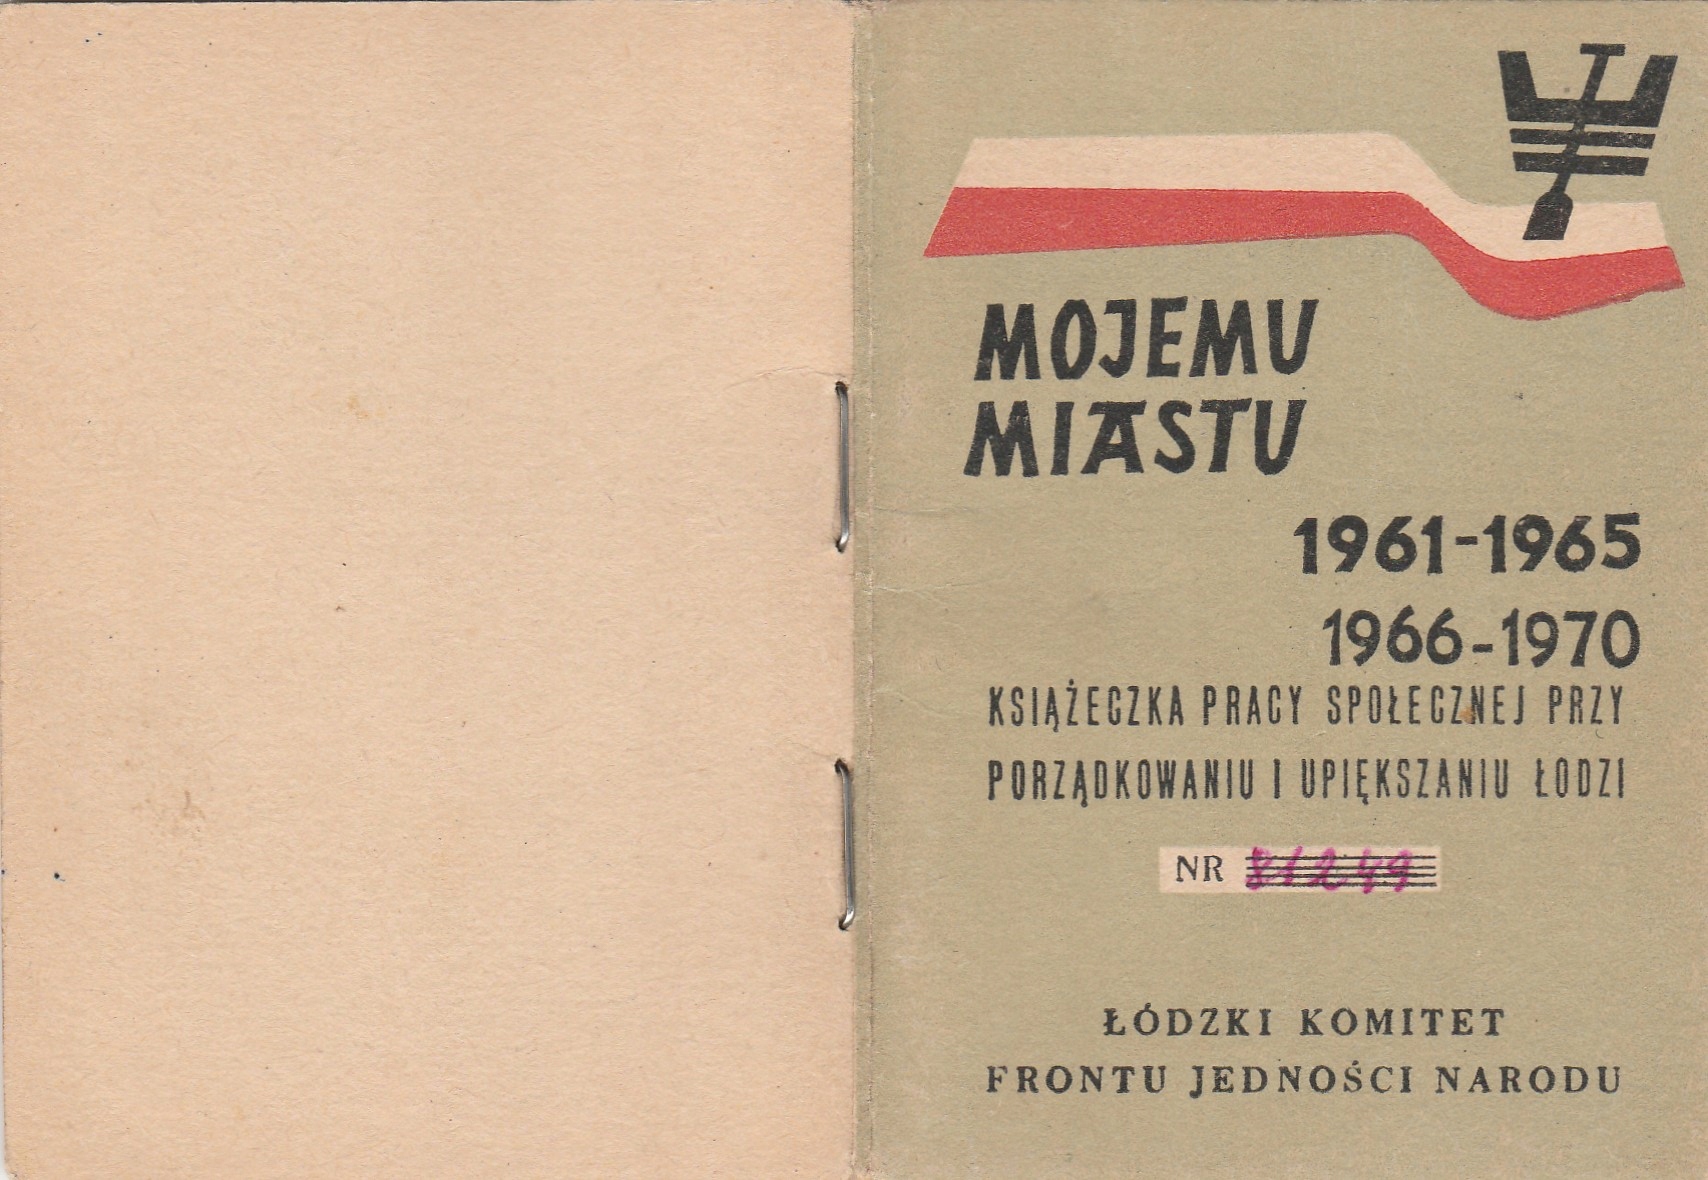 MOJEMU
MIASTU
1961-1965
1966-1970
KSIĄŻECZKA PRACY SPOŁECZNEJ PRZY
PORZĄDKOWANIU I UPIĘKSZANIU ŁODZI
NR 81249
ŁÓDZKI KOMITET
FRONTU JEDNOŚCI NARODU